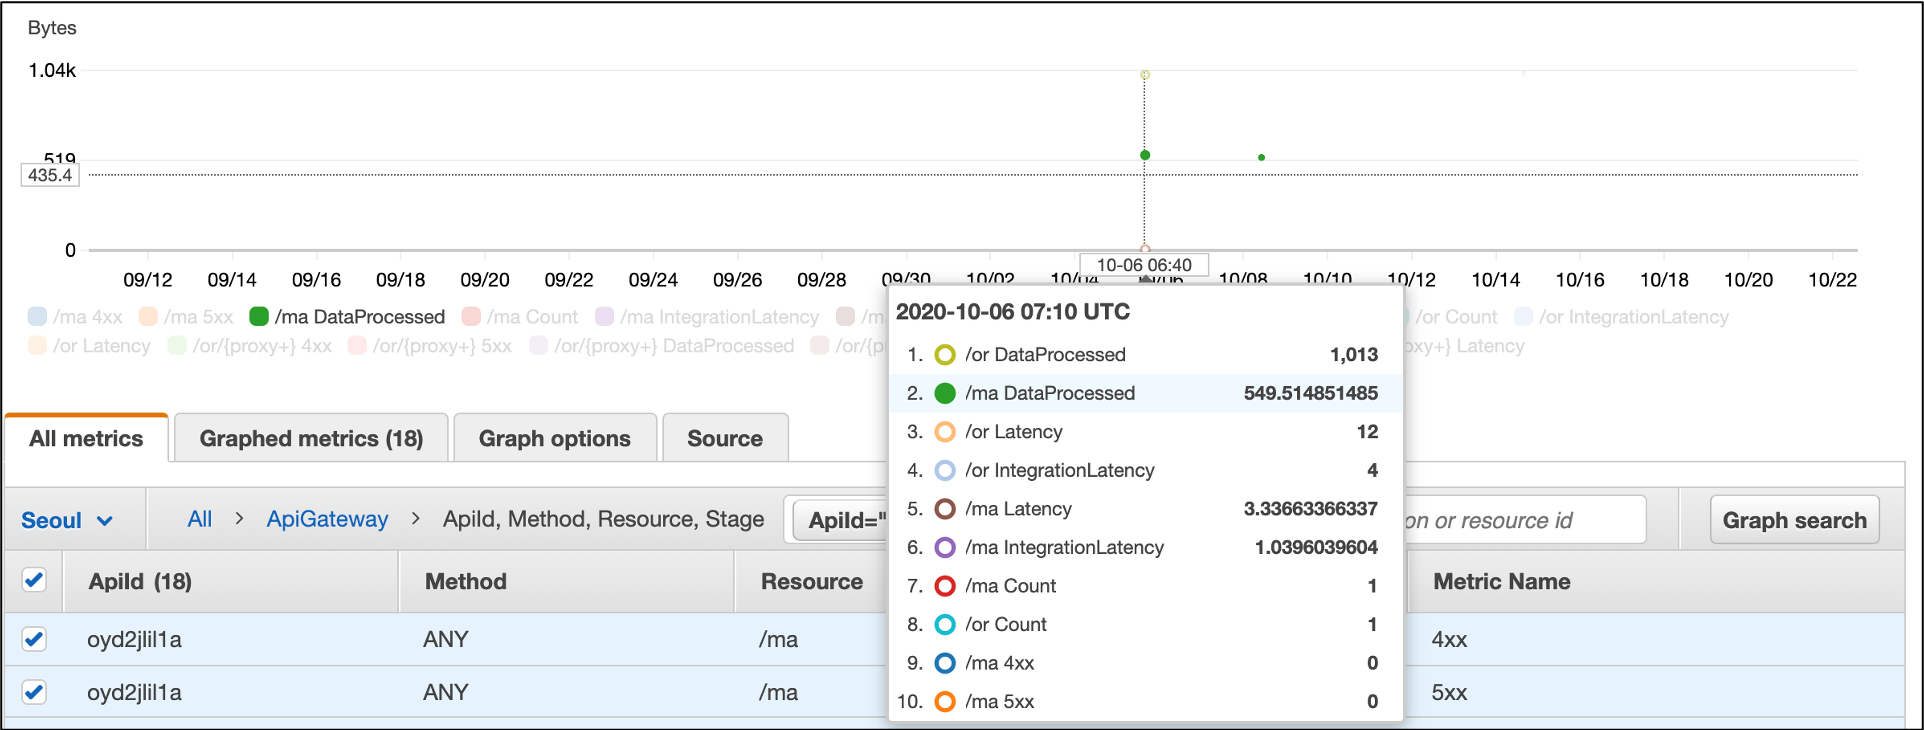 Bytes
1.04k
519
435.4
0
09/12 09/14 09/16 09/18 09/20 09/22 09/24 09/26 09/28 09/30 10/02 10/04 10/06 10/08 10/10 10/12 10/14 10/16 10/18 10/20 10/22
10-06 06:40
/ma 4xx /ma 5xx /ma DataProcessed /ma Count /ma IntegrationLatency /ma /or Count /or IntegrationLatency
/or Latency /or/{proxy+} 4xx /or/{proxy+} 5xx /or/{proxy+} DataProcessed /or/{p oxy+} Latency
2020-10-06 07:10 UTC
1. /or DataProcessed 1,013
2. /ma DataProcessed 549.514851485
3. /or Latency 12
4. /or IntegrationLatency 4
5. /ma Latency 3.33663366337
6. /ma IntegrationLatency 1.0396039604
7. /ma Count 1
8. /or Count 1
9. /ma 4xx 0
10. /ma 5xx 0
All metrics Graphed metrics (18) Graph options Source
Seoul All > ApiGateway > ApiId, Method, Resource, Stage ApiId=" on or resource id Graph search
ApiId (18) Method Resource Metric Name
oyd2jlil1a ANY /ma 4xx
oyd2jlil1a ANY /ma 5xx